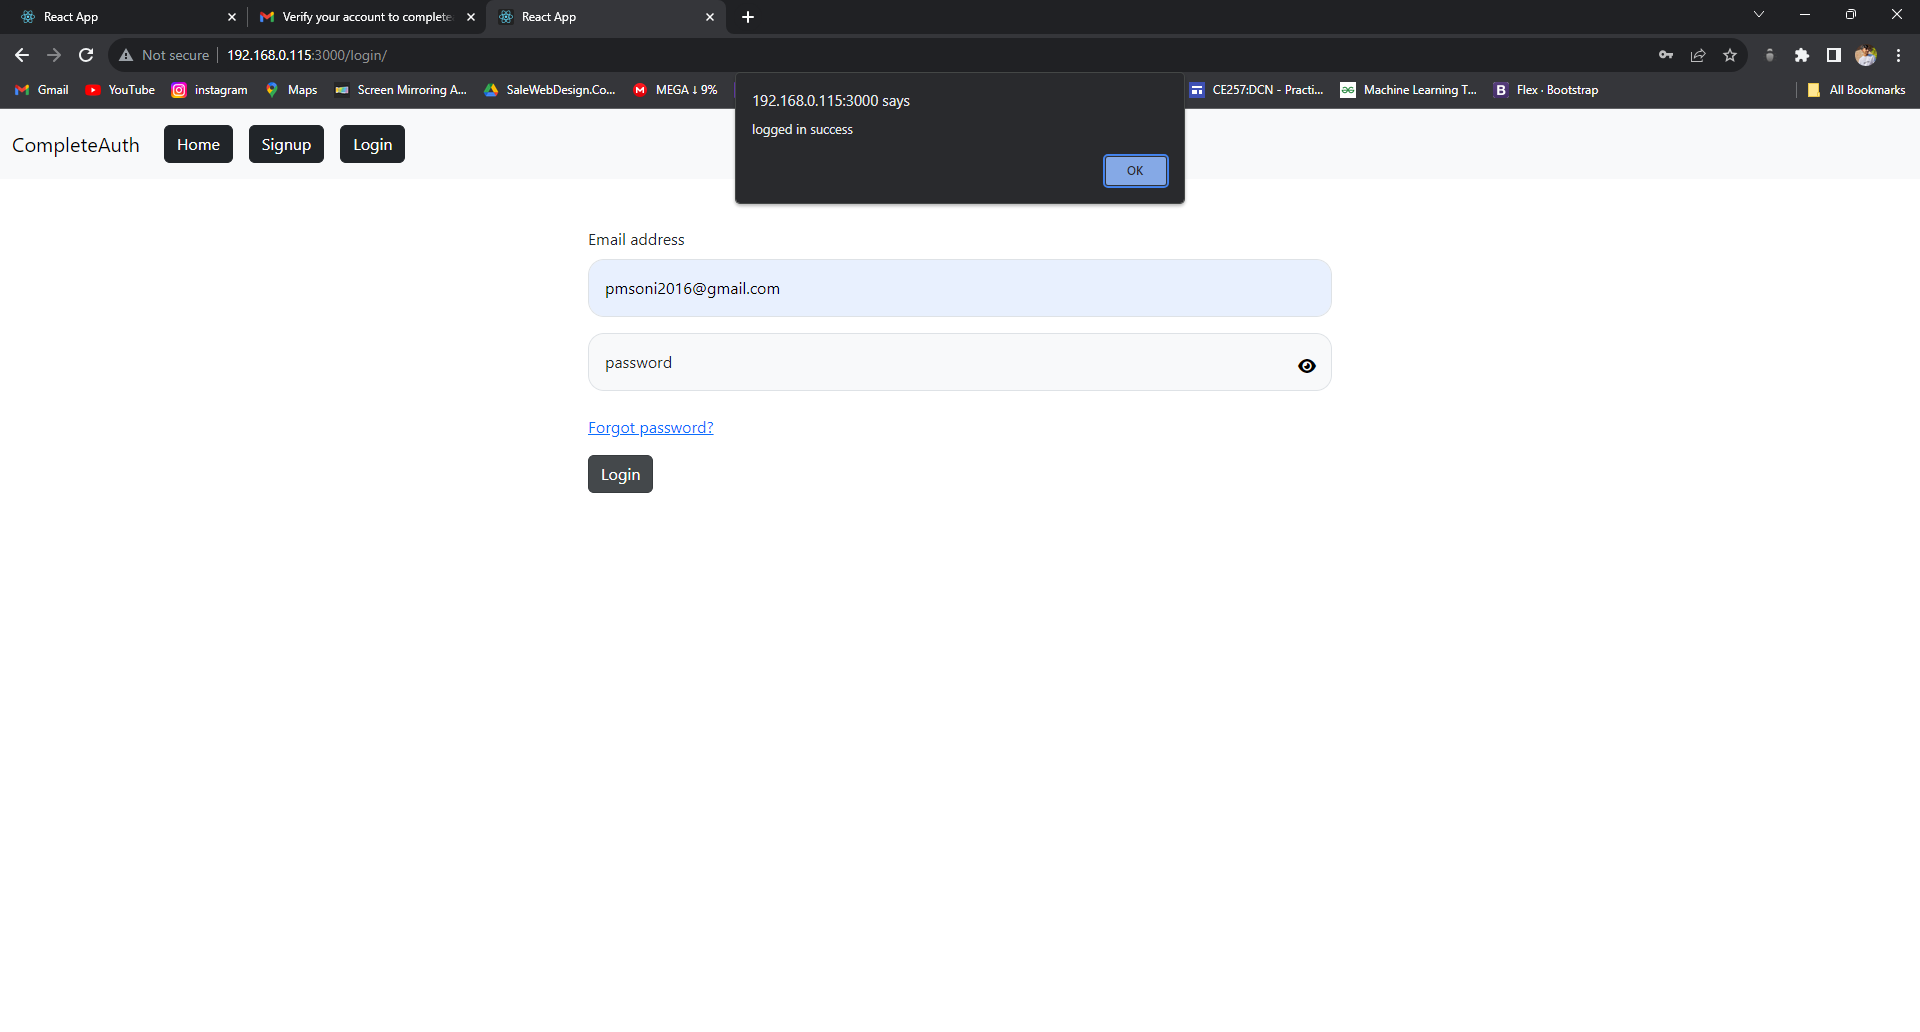 React App
Verify your account to complete
React App
Not secure
192.168.0.115:3000/login/
Gmail
YouTube
instagram
Maps
Screen Mirroring A...
SaleWebDesign.Co...
MEGA ↓ 9%
CE257:DCN - Practi...
Machine Learning T...
Flex · Bootstrap
All Bookmarks
192.168.0.115:3000 says
logged in success
OK
CompleteAuth
Home
Signup
Login
Email address
pmsoni2016@gmail.com
password
Forgot password?
Login